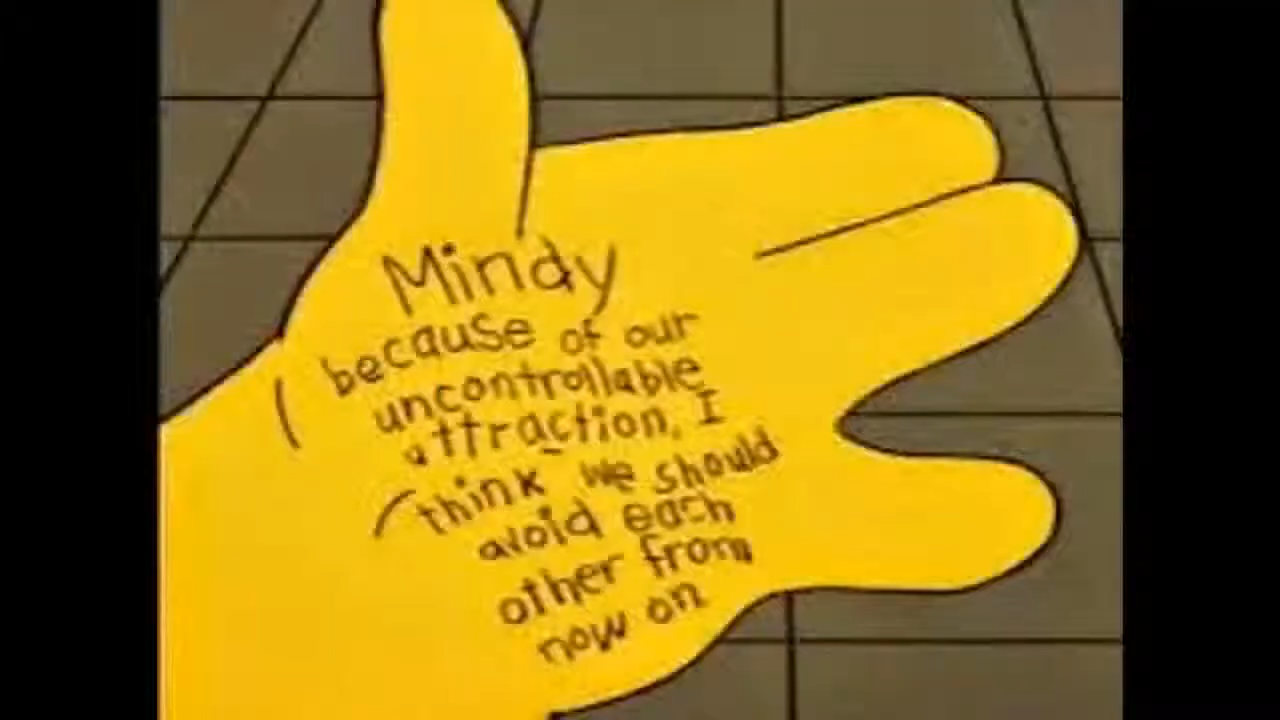 Mindy
because of our
uncontrollable
attraction, I
think we should
avoid each
other from
now on